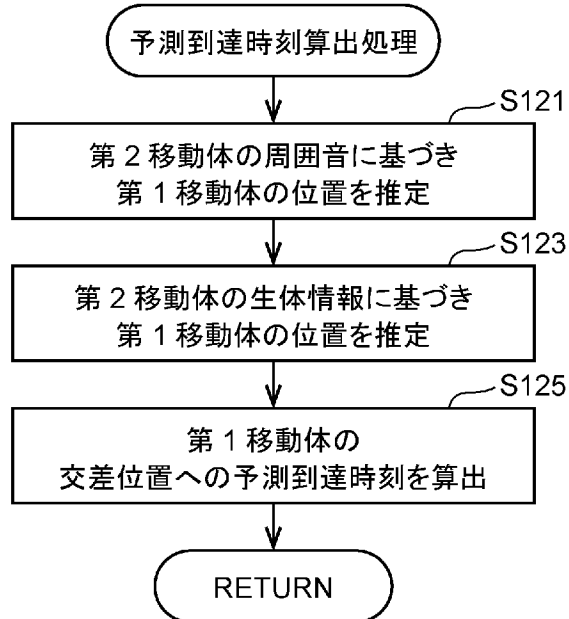 予測到達時刻算出処理
S121
第2移動体の周囲音に基づき
第1移動体の位置を推定
S123
第2移動体の生体情報に基づき
第1移動体の位置を推定
S125
第1移動体の
交差位置への予測到達時刻を算出
RETURN